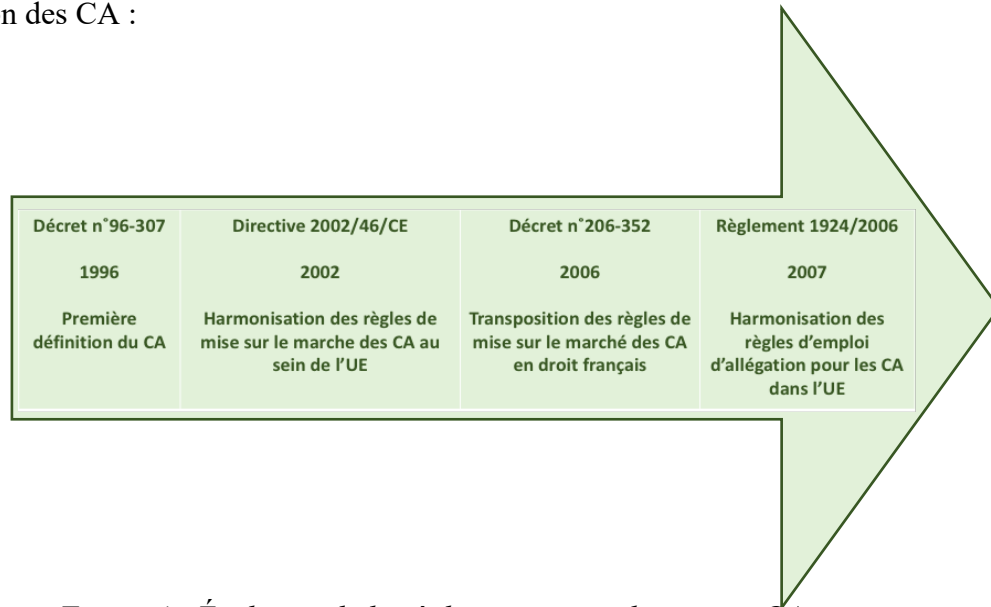 n des CA :
Décret n°96-307
1996
Première
définition du CA
Directive 2002/46/CE
2002
Harmonisation des règles de
mise sur le marche des CA au
sein de l'UE
Décret n°206-352
2006
Transposition des règles de
mise sur le marché des CA
en droit français
Règlement 1924/2006
2007
Harmonisation des
règles d'emploi
d'allégation pour les CA
dans l'UE